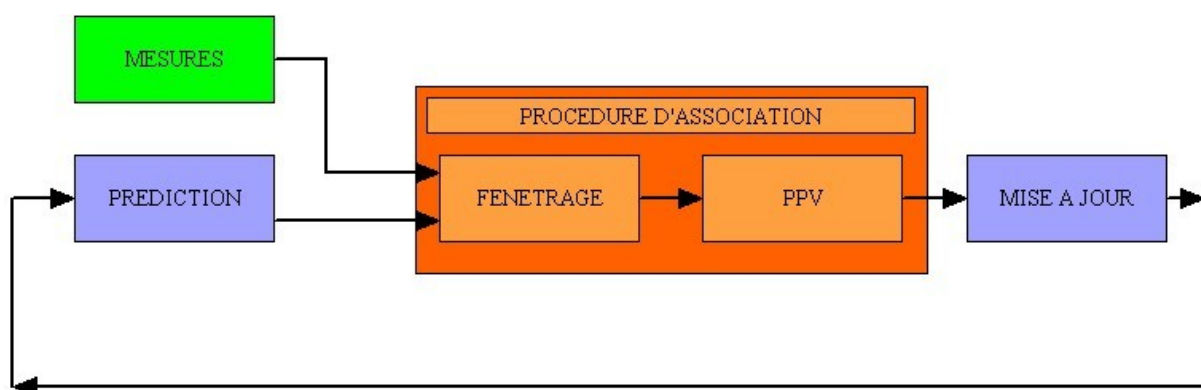 MESURES
PROCEDURE D'ASSOCIATION
PREDICTION
FENETRAGE
PPV
MISE A JOUR